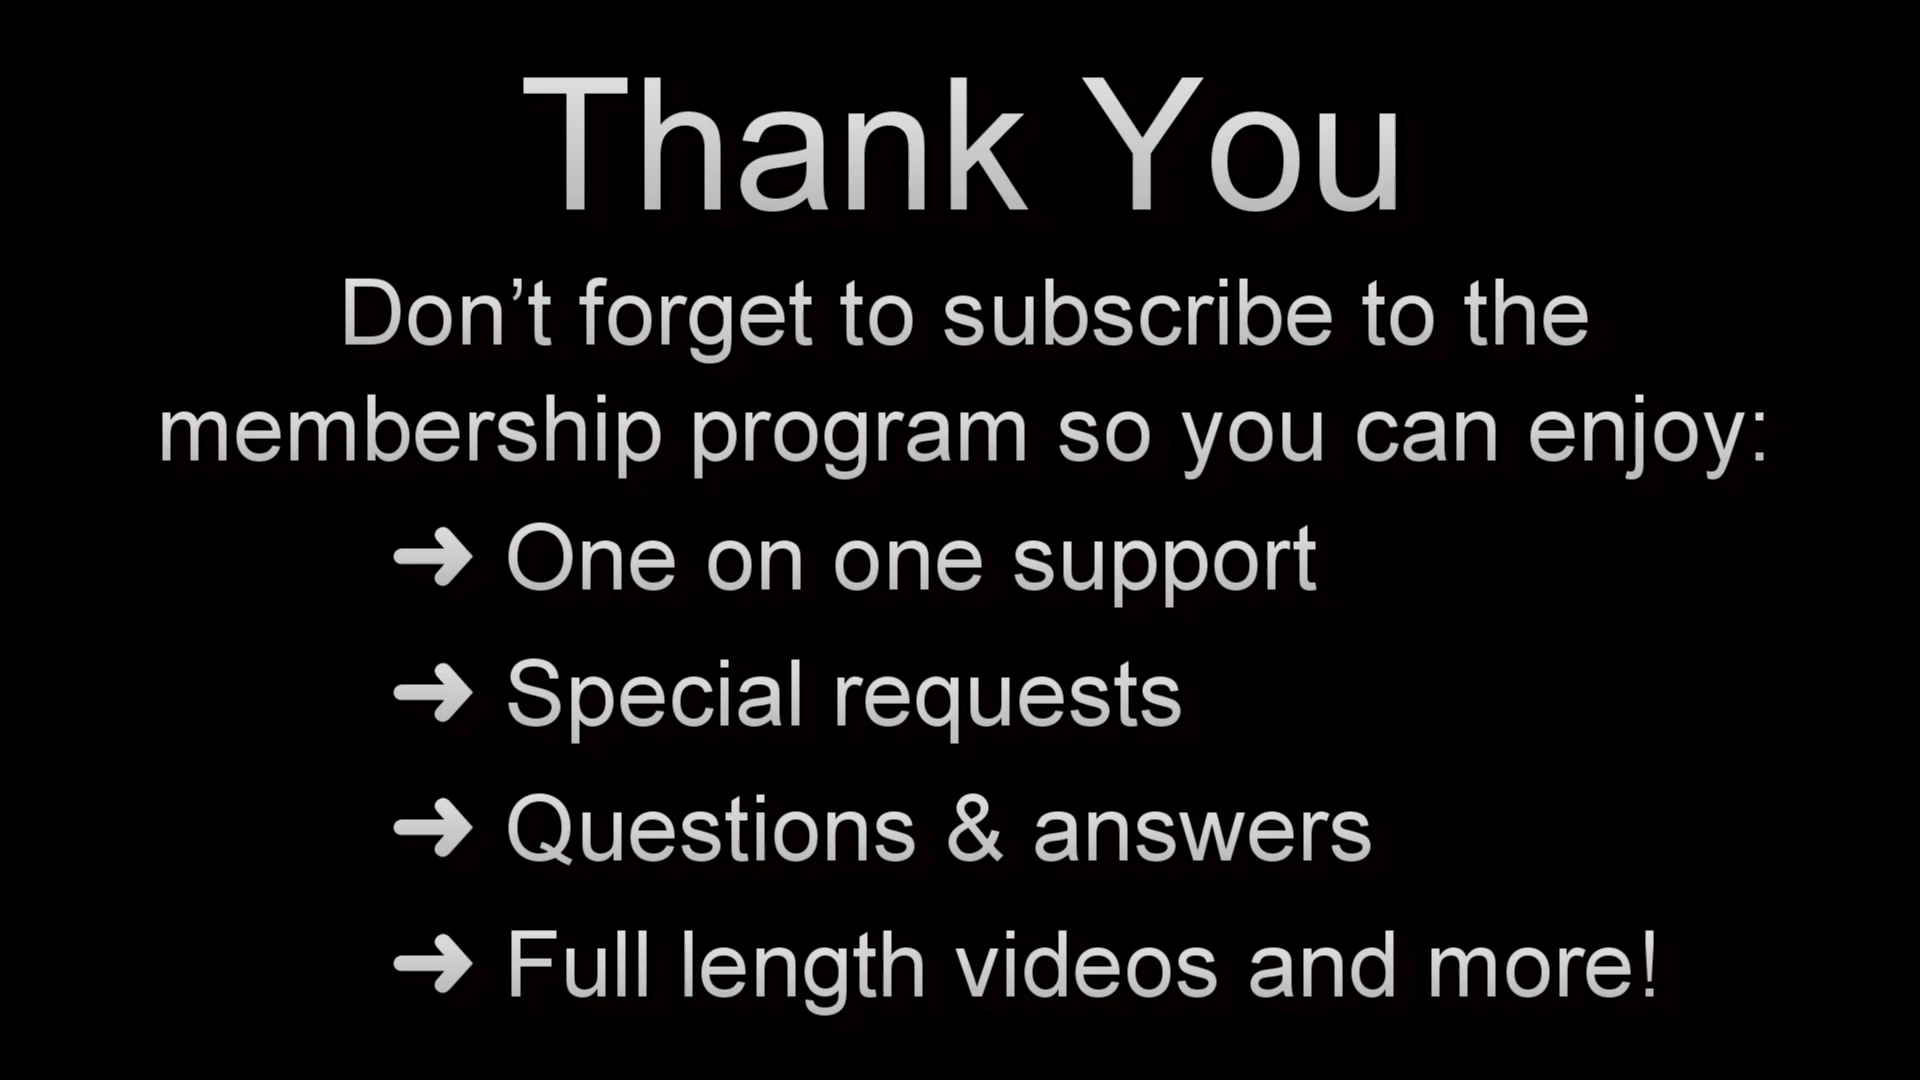 Thank You
Don’t forget to subscribe to the
membership program so you can enjoy:
➜ One on one support
➜ Special requests
➜ Questions & answers
➜ Full length videos and more!